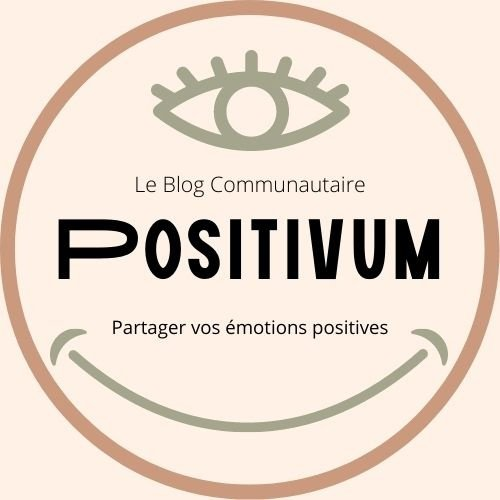 Le Blog Communautaire
POSITIVUM
Partager vos émotions positives